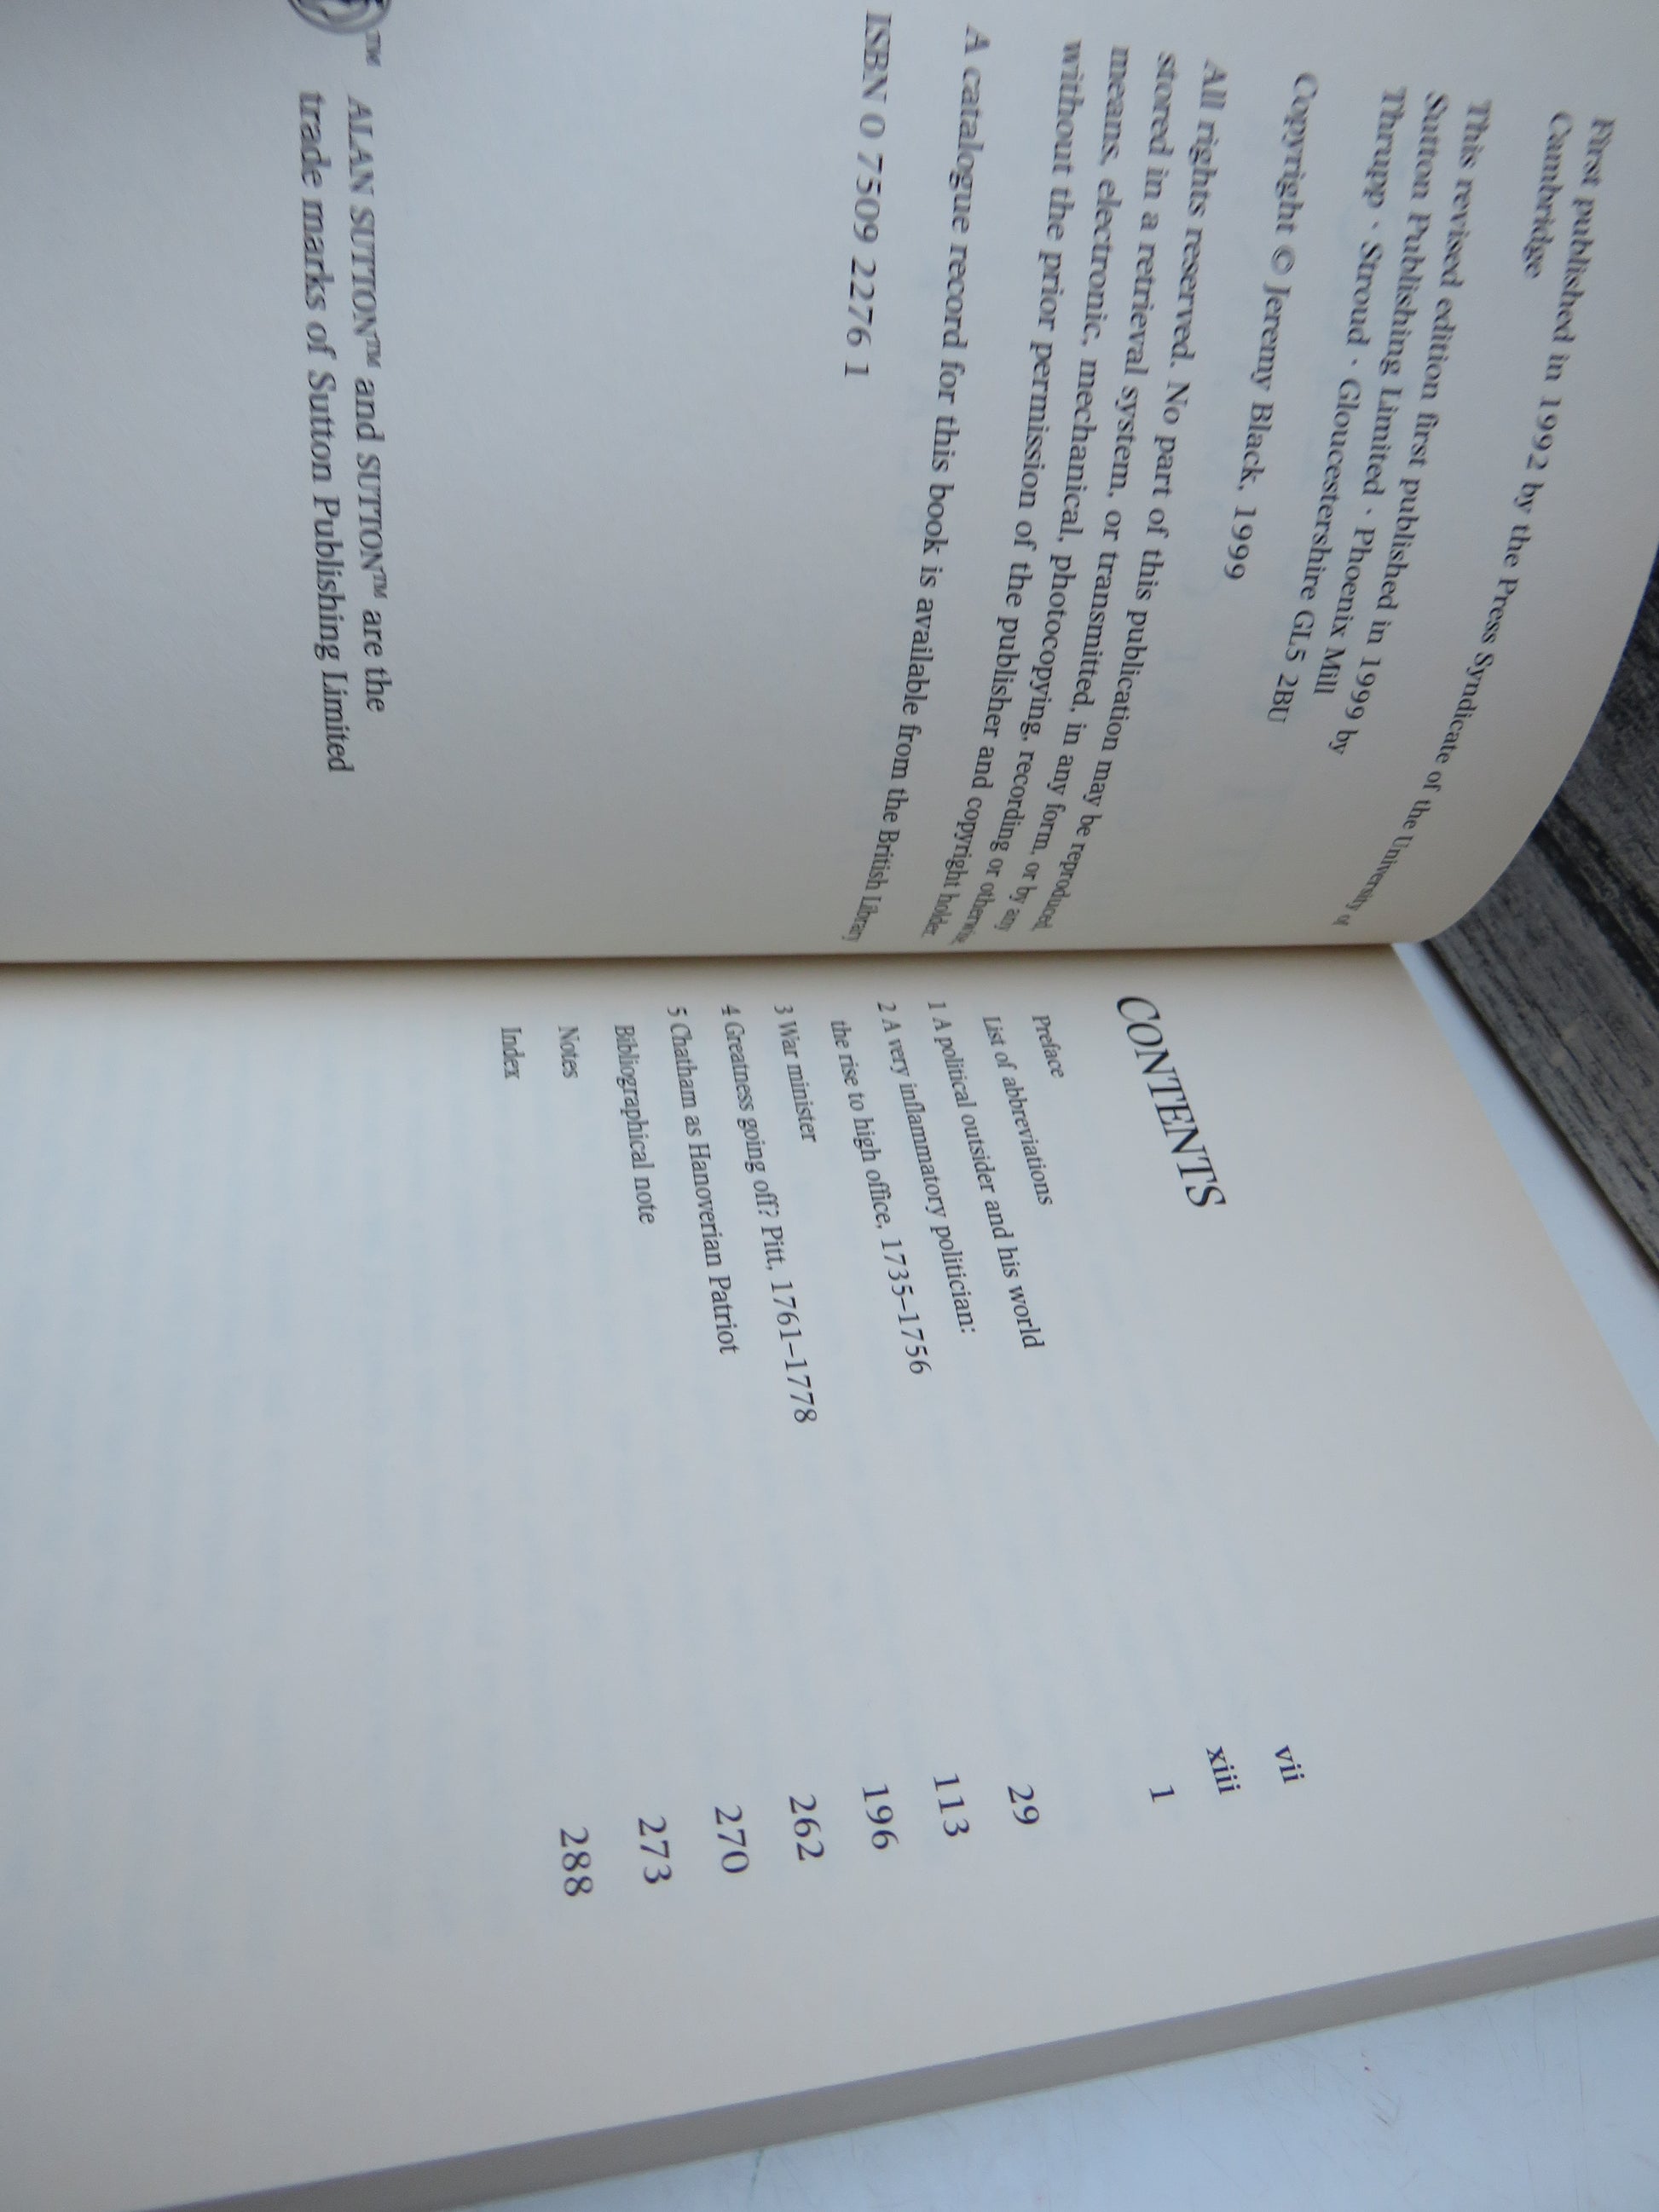 First published in 1992 by the Press Syndicate of the University of
Cambridge
This revised edition first published in 1999 by
Sutton Publishing Limited · Phoenix Mill
Thrupp · Stroud · Gloucestershire GL5 2BU
Copyright © Jeremy Black, 1999
All rights reserved. No part of this publication may be reproduced,
stored in a retrieval system, or transmitted, in any form, or by any
means, electronic, mechanical, photocopying, recording or otherwise,
without the prior permission of the publisher and copyright holder.
A catalogue record for this book is available from the British Library
ISBN 0 7509 2276 1
TM ALAN SUTTON™ and SUTTON™ are the
trade marks of Sutton Publishing Limited
CONTENTS
Preface vii
List of abbreviations xiii
1 A political outsider and his world 1
2 A very inflammatory politician:
the rise to high office, 1735–1756 29
3 War minister 113
4 Greatness going off? Pitt, 1761–1778 196
5 Chatham as Hanoverian Patriot 262
Bibliographical note 270
Notes 273
Index 288